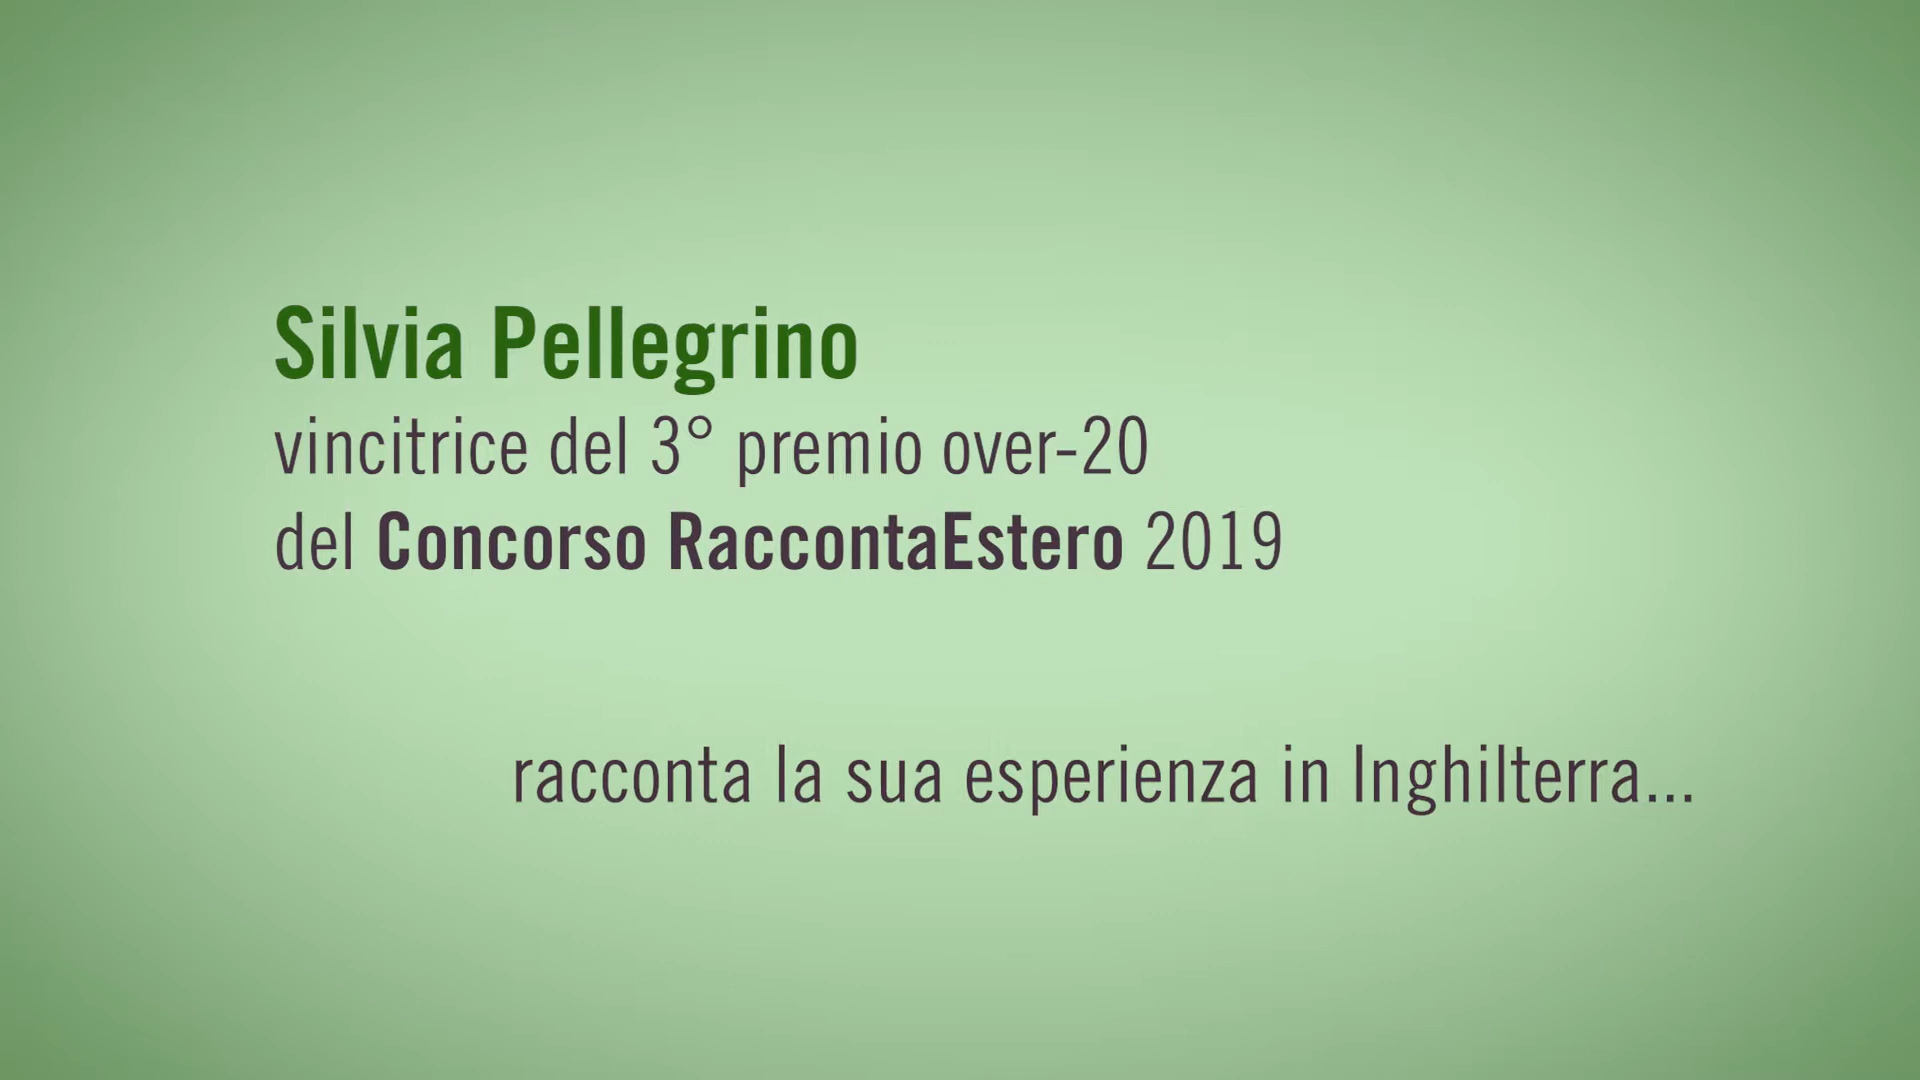 Silvia Pellegrino
vincitrice del 3° premio over-20
del Concorso RaccontaEstero 2019
racconta la sua esperienza in Inghilterra...